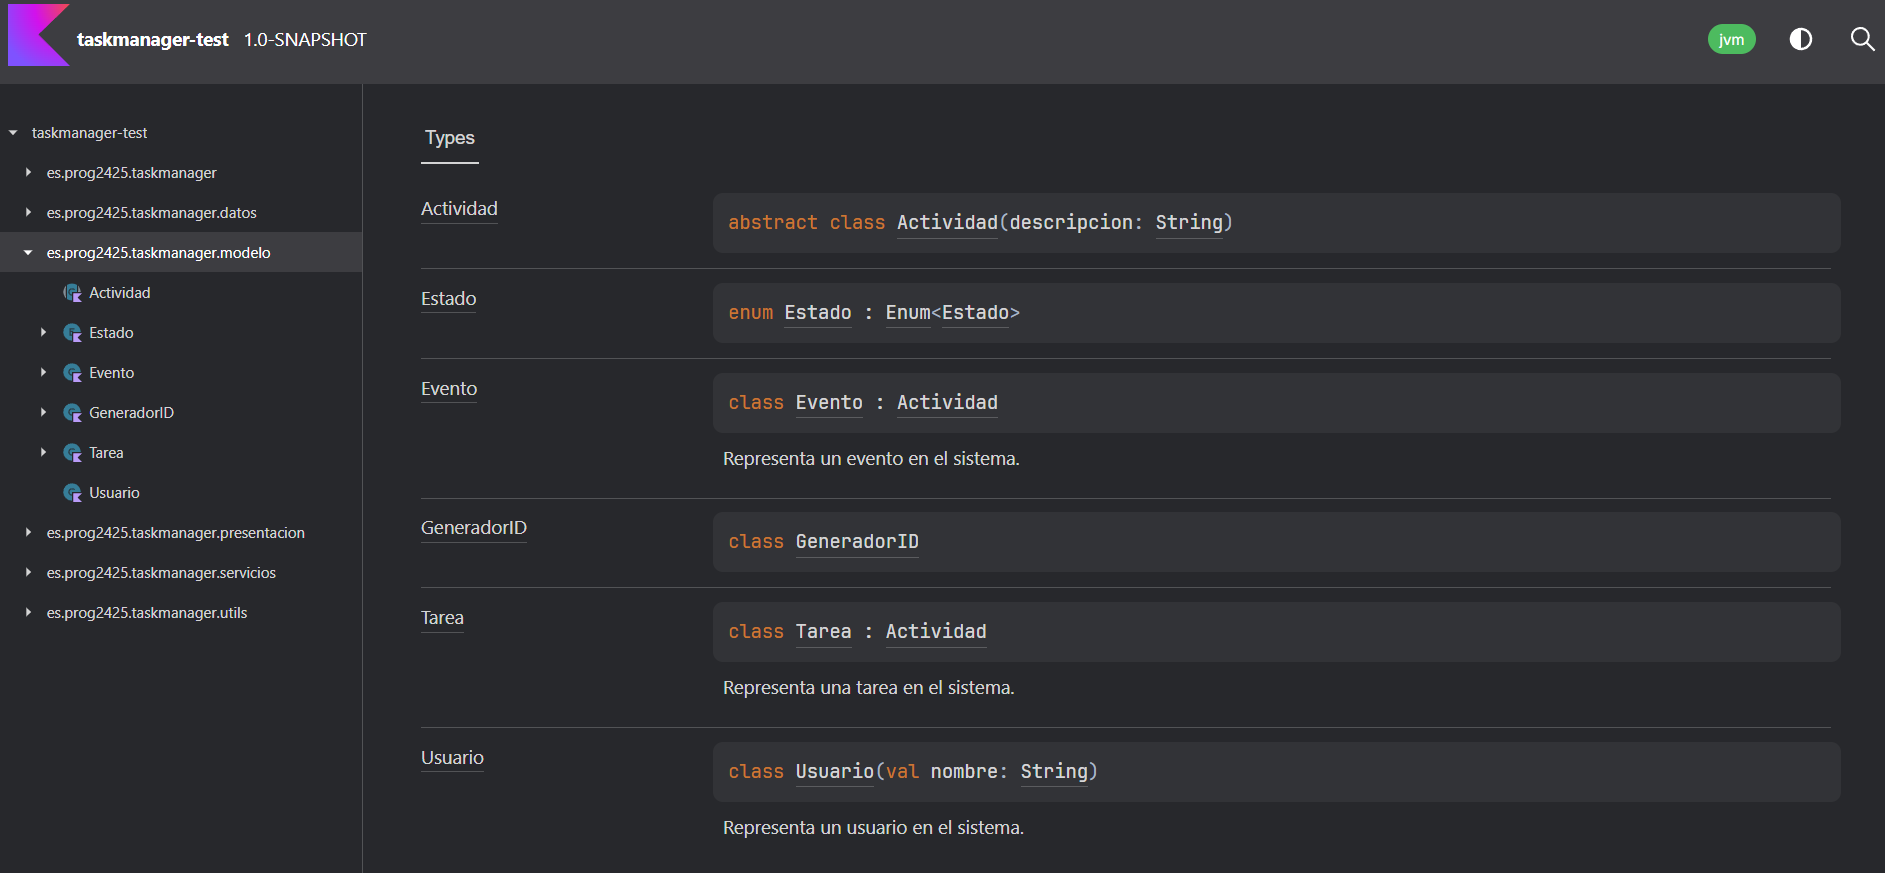 taskmanager-test 1.0-SNAPSHOT
jvm
taskmanager-test
es.prog2425.taskmanager
es.prog2425.taskmanager.datos
es.prog2425.taskmanager.modelo
Actividad
Estado
Evento
GeneradorID
Tarea
Usuario
es.prog2425.taskmanager.presentacion
es.prog2425.taskmanager.servicios
es.prog2425.taskmanager.utils
Types
Actividad
abstract class Actividad(descripcion: String)
Estado
enum Estado : Enum<Estado>
Evento
class Evento : Actividad
Representa un evento en el sistema.
GeneradorID
class GeneradorID
Tarea
class Tarea : Actividad
Representa una tarea en el sistema.
Usuario
class Usuario(val nombre: String)
Representa un usuario en el sistema.